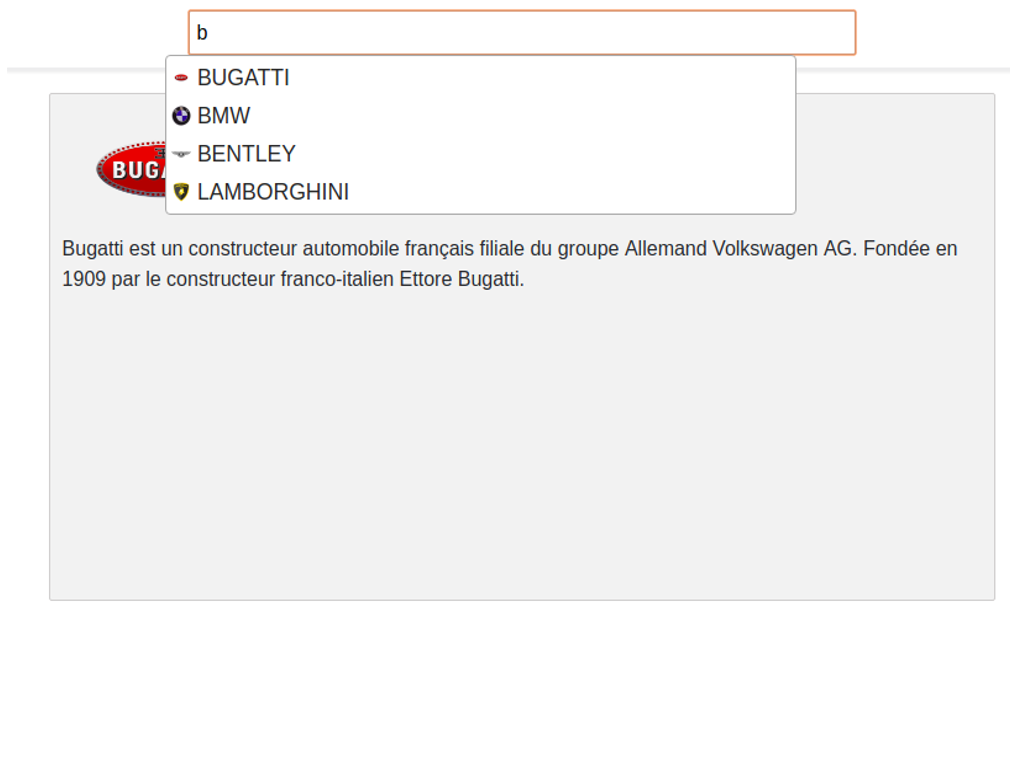 b
BUGATTI
BMW
BENTLEY
LAMBORGHINI
Bugatti est un constructeur automobile français filiale du groupe Allemand Volkswagen AG. Fondée en
1909 par le constructeur franco-italien Ettore Bugatti.